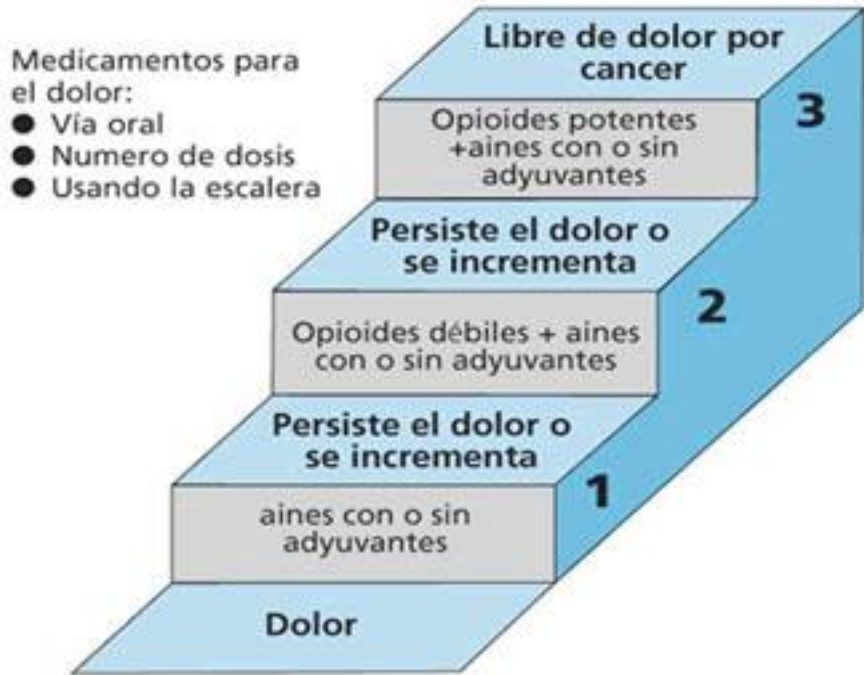 Medicamentos para
el dolor:
● Vía oral
● Numero de dosis
● Usando la escalera
Libre de dolor por
cancer
3
Opioides potentes
+aines con o sin
adyuvantes
Persiste el dolor o
se incrementa
2
Opioides débiles + aines
con o sin adyuvantes
Persiste el dolor o
se incrementa
1
aines con o sin
adyuvantes
Dolor